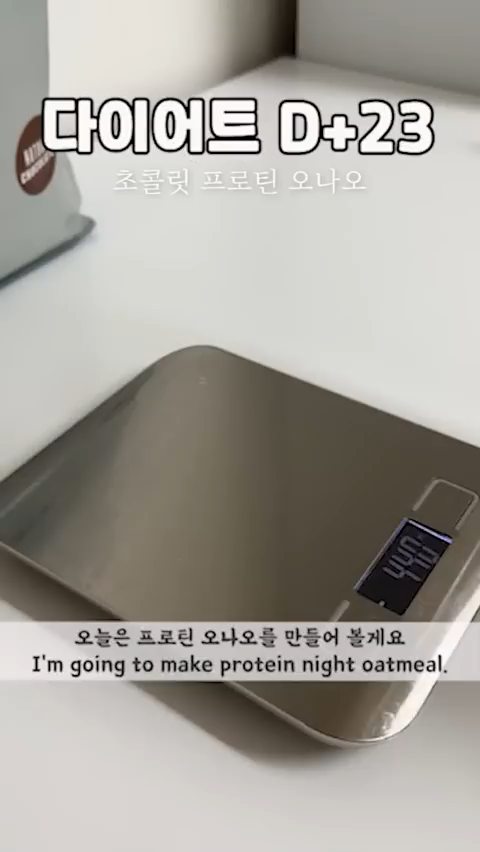 다이어트 D+23
초콜릿 프로틴 오나오
오늘은 프로틴 오나오를 만들어 볼게요
I'm going to make protein night oatmeal.